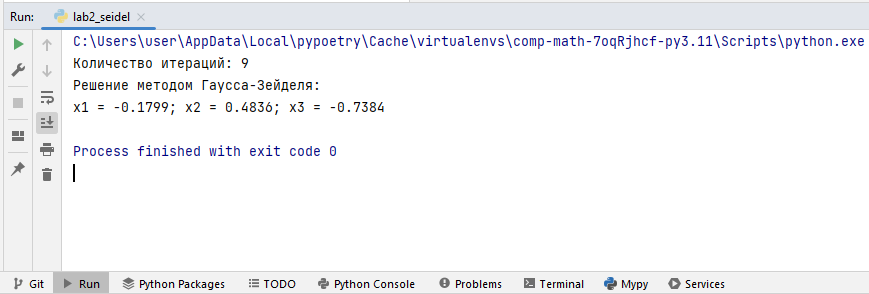 Run: lab2_seidel
C:\Users\user\AppData\Local\pypoetry\Cache\virtualenvs\comp-math-7oqRjhcf-py3.11\Scripts\python.exe
Количество итераций: 9
Решение методом Гаусса-Зейделя:
x1 = -0.1799; x2 = 0.4836; x3 = -0.7384
Process finished with exit code 0
Git Run Python Packages TODO Python Console Problems Terminal Mypy Services